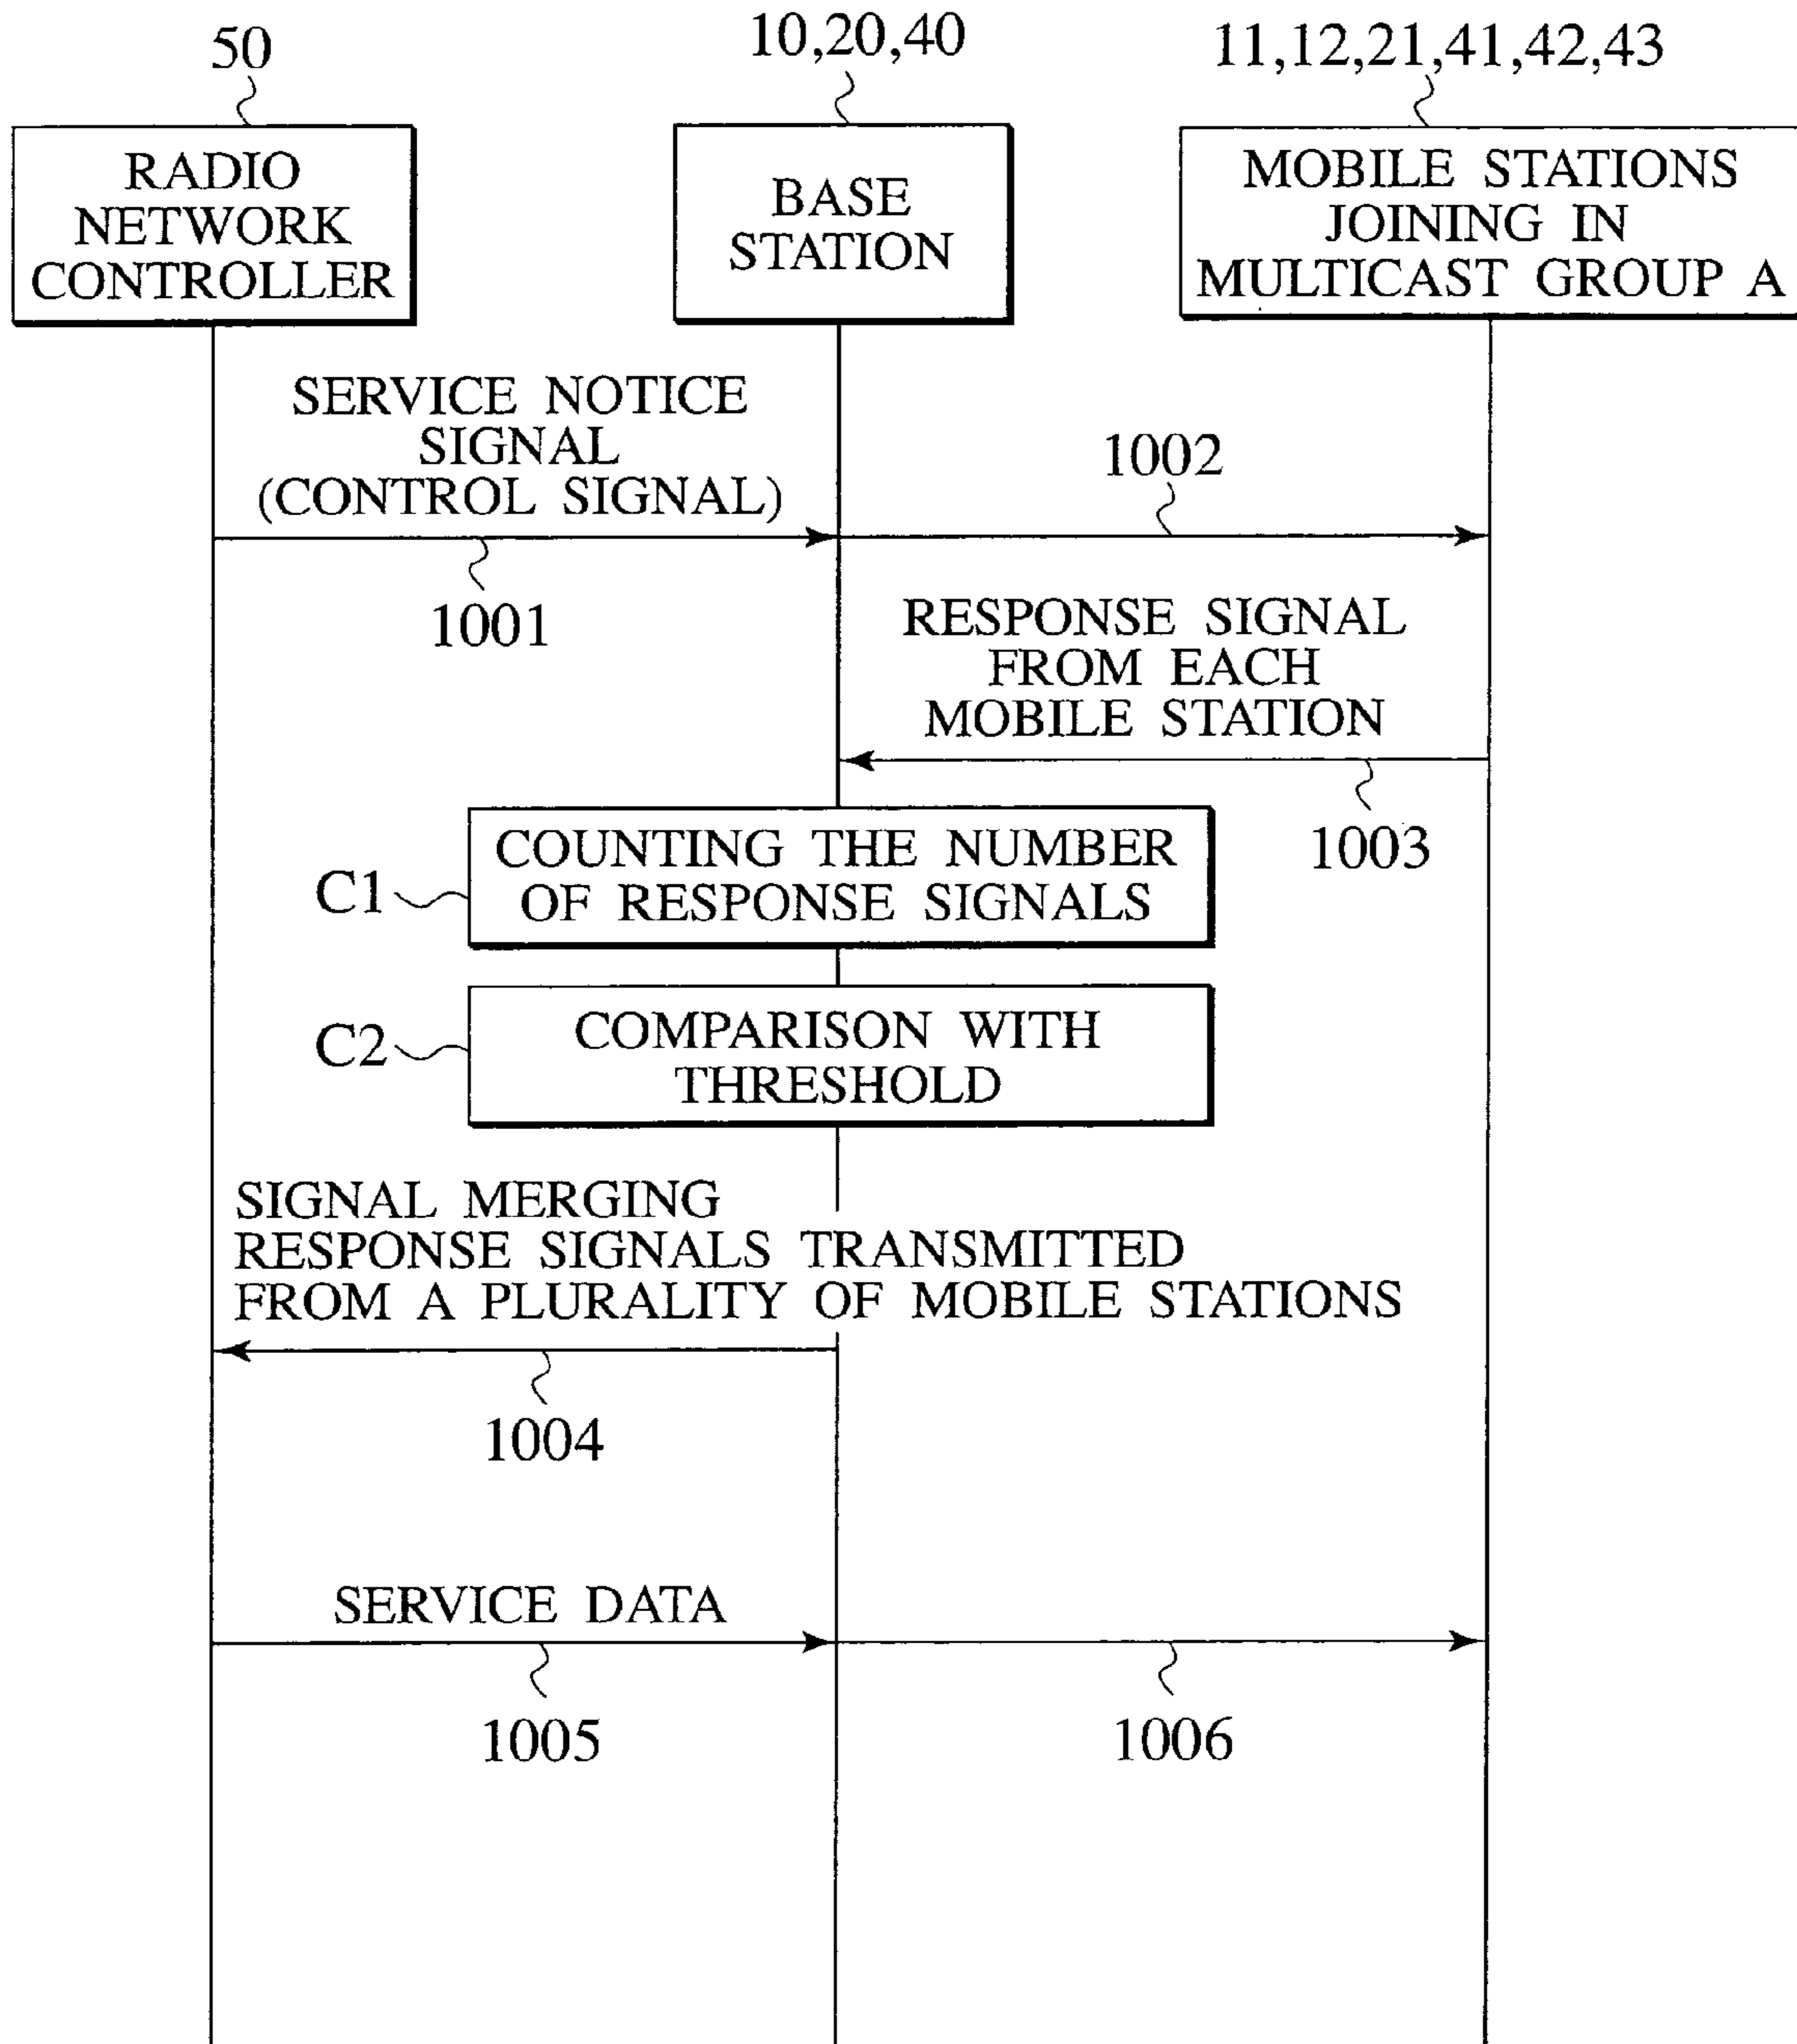 50
10,20,40
11,12,21,41,42,43
RADIO
NETWORK
CONTROLLER
BASE
STATION
MOBILE STATIONS
JOINING IN
MULTICAST GROUP A
SERVICE NOTICE
SIGNAL
(CONTROL SIGNAL)
1002
1001
RESPONSE SIGNAL
FROM EACH
MOBILE STATION
1003
C1
COUNTING THE NUMBER
OF RESPONSE SIGNALS
C2
COMPARISON WITH
THRESHOLD
SIGNAL MERGING
RESPONSE SIGNALS TRANSMITTED
FROM A PLURALITY OF MOBILE STATIONS
1004
SERVICE DATA
1005
1006